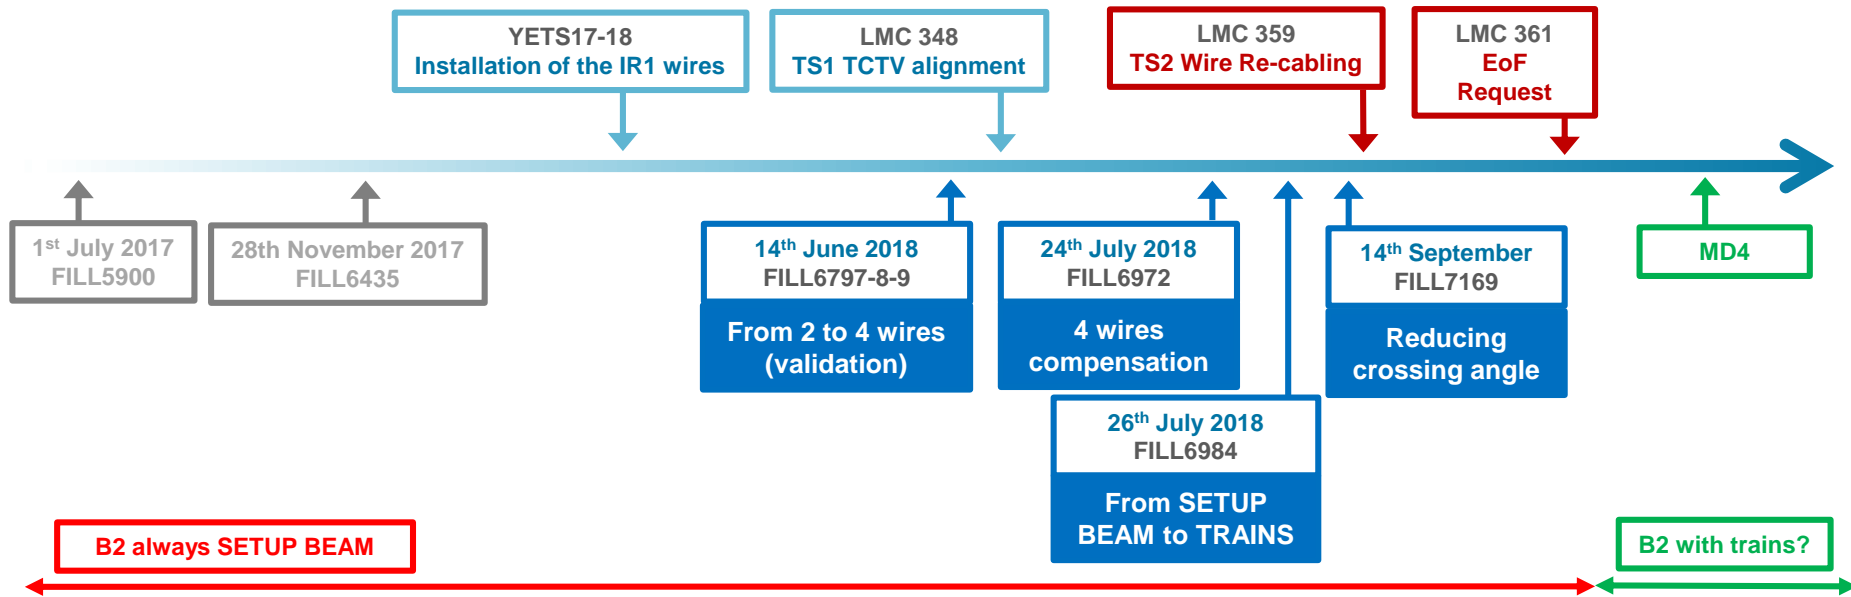 YETS17-18
Installation of the IR1 wires
LMC 348
TS1 TCTV alignment
LMC 359
TS2 Wire Re-cabling
LMC 361
EoF
Request
1st July 2017
FILL5900
28th November 2017
FILL6435
14th June 2018
FILL6797-8-9
From 2 to 4 wires
(validation)
24th July 2018
FILL6972
4 wires
compensation
26th July 2018
FILL6984
From SETUP
BEAM to TRAINS
14th September
FILL7169
Reducing
crossing angle
MD4
B2 always SETUP BEAM
B2 with trains?